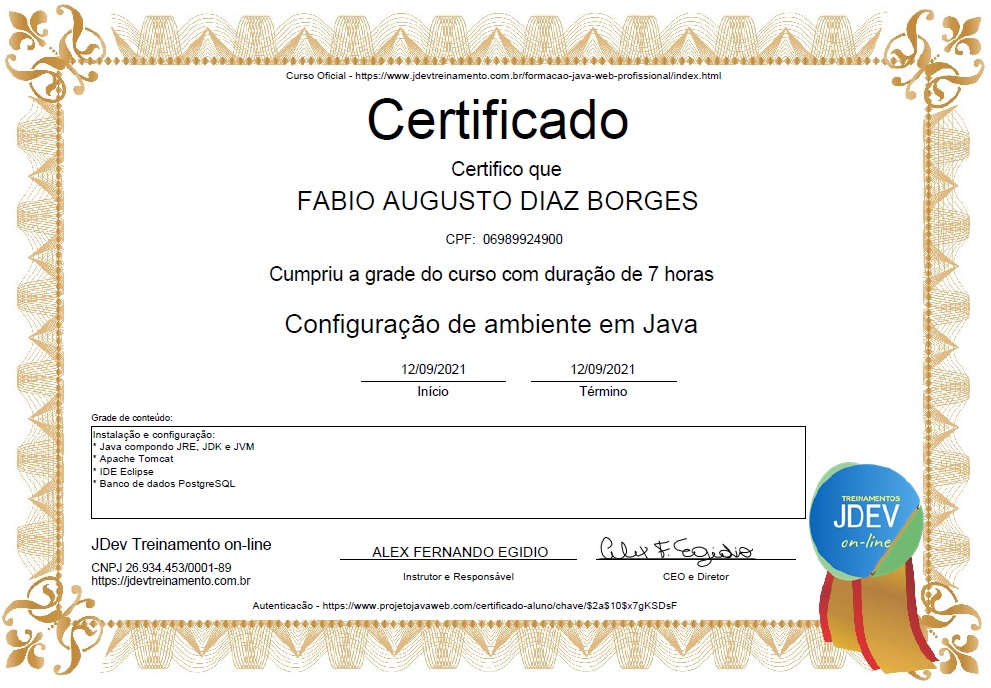 Curso Oficial - https://www.jdevtreinamento.com.br/formacao-java-web-profissional/index.html
Certificado
Certifico que
FABIO AUGUSTO DIAZ BORGES
CPF: 06989924900
Cumpriu a grade do curso com duração de 7 horas
Configuração de ambiente em Java
12/09/2021 12/09/2021
Início Término
Grade de conteúdo:
Instalação e configuração:
* Java compondo JRE, JDK e JVM
* Apache Tomcat
* IDE Eclipse
* Banco de dados PostgreSQL
TREINAMENTOS
JDEV
on-line
JDev Treinamento on-line
CNPJ 26.934.453/0001-89
https://jdevtreinamento.com.br
ALEX FERNANDO EGIDIO
Instrutor e Responsável
Alex F. Egidio
CEO e Diretor
Autenticacão - https://www.projetojavaweb.com/certificado-aluno/chave/$2a$10$x7gKSDsF